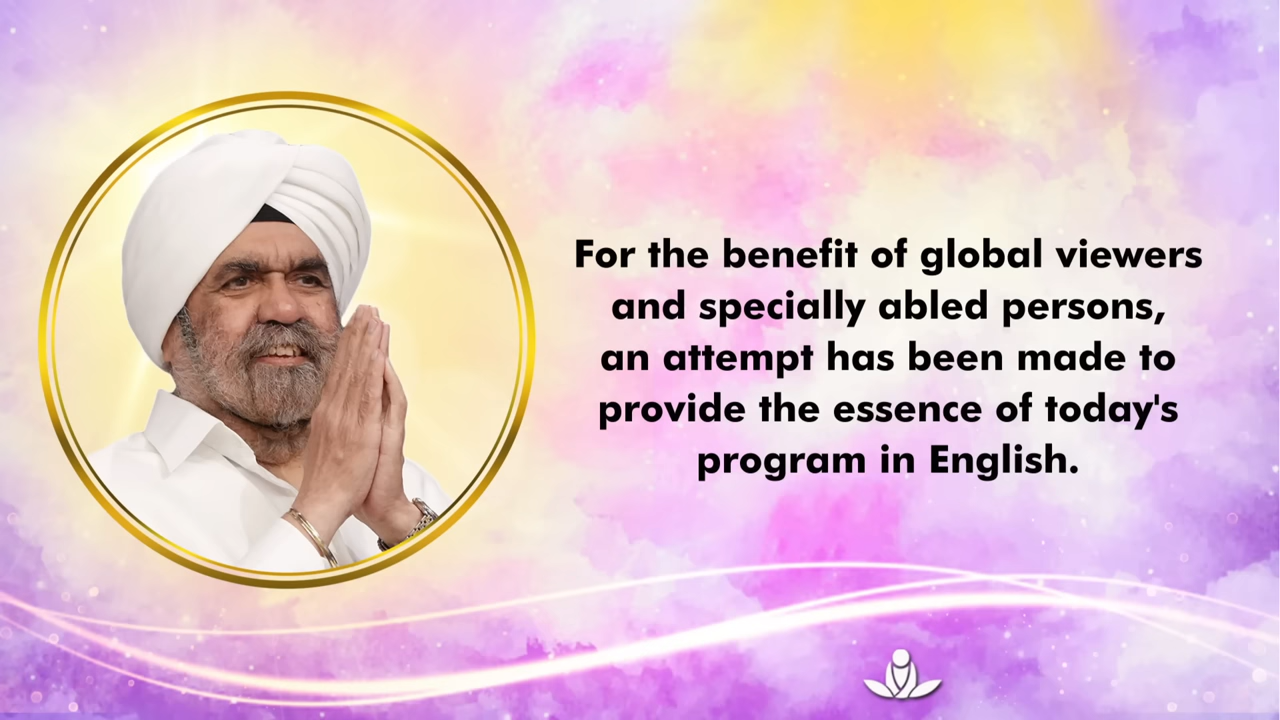 For the benefit of global viewers
and specially abled persons,
an attempt has been made to
provide the essence of today's
program in English.